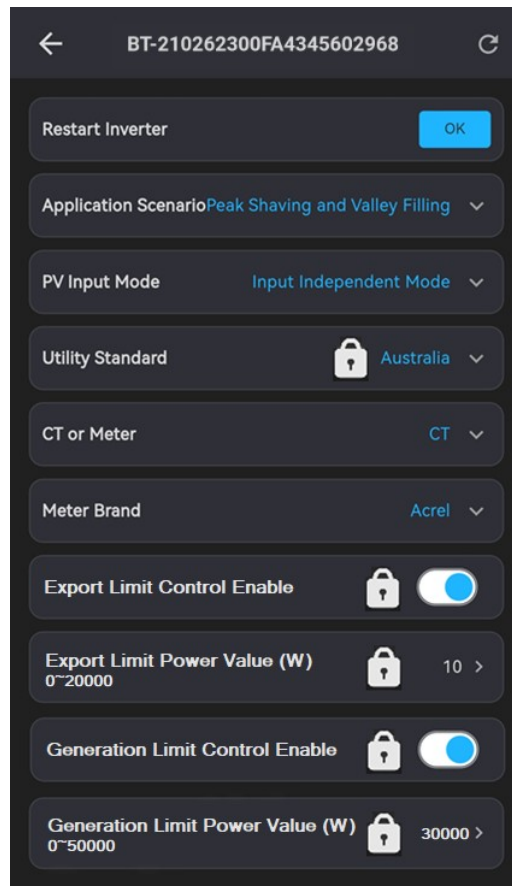 BT-210262300FA4345602968
Restart Inverter OK
Application Scenario Peak Shaving and Valley Filling
PV Input Mode Input Independent Mode
Utility Standard Australia
CT or Meter CT
Meter Brand Acrel
Export Limit Control Enable
Export Limit Power Value (W) 10
0~20000
Generation Limit Control Enable
Generation Limit Power Value (W) 30000
0~50000